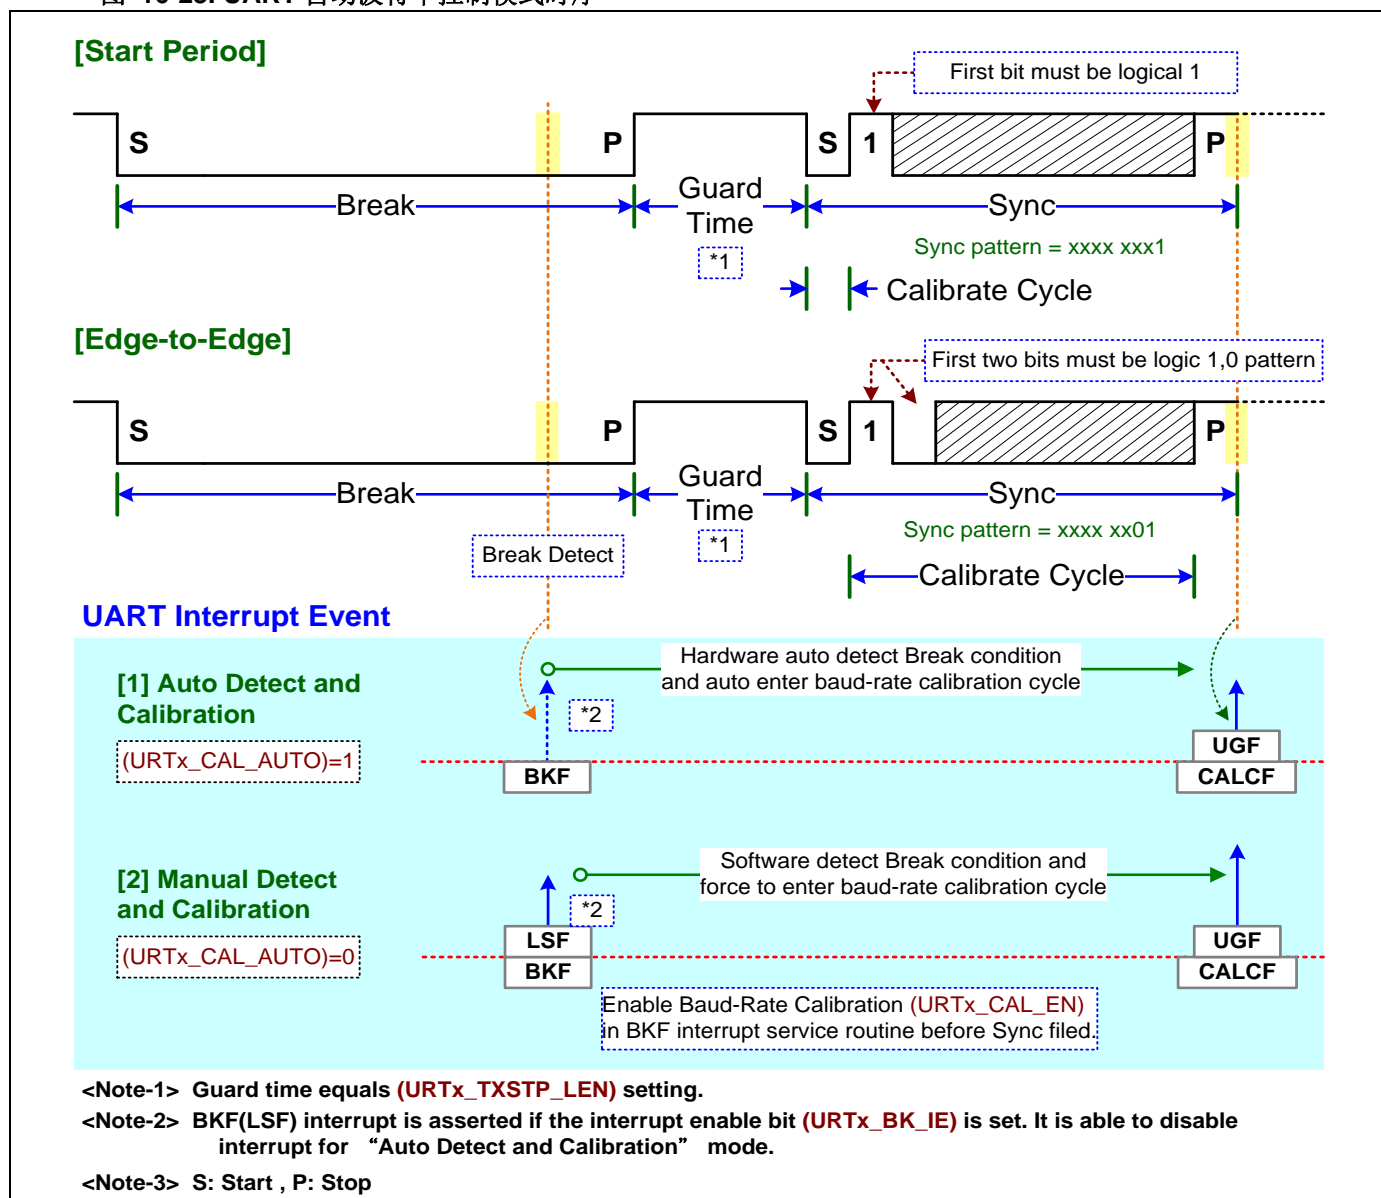 [Start Period]
First bit must be logical 1
S P S 1 P
Break
Guard Time
Sync
*1
Sync pattern = xxxx xxx1
Calibrate Cycle
[Edge-to-Edge]
First two bits must be logic 1,0 pattern
S P S 1 P
Break
Guard Time
Sync
*1
Sync pattern = xxxx xx01
Break Detect
Calibrate Cycle
UART Interrupt Event
[1] Auto Detect and
Calibration
(URTx_CAL_AUTO)=1
Hardware auto detect Break condition
and auto enter baud-rate calibration cycle
*2
BKF
UGF
CALCF
[2] Manual Detect
and Calibration
(URTx_CAL_AUTO)=0
Software detect Break condition and
force to enter baud-rate calibration cycle
*2
LSF
BKF
UGF
CALCF
Enable Baud-Rate Calibration (URTx_CAL_EN)
in BKF interrupt service routine before Sync filed.
<Note-1> Guard time equals (URTx_TXSTP_LEN) setting.
<Note-2> BKF(LSF) interrupt is asserted if the interrupt enable bit (URTx_BK_IE) is set. It is able to disable
interrupt for “Auto Detect and Calibration” mode.
<Note-3> S: Start , P: Stop